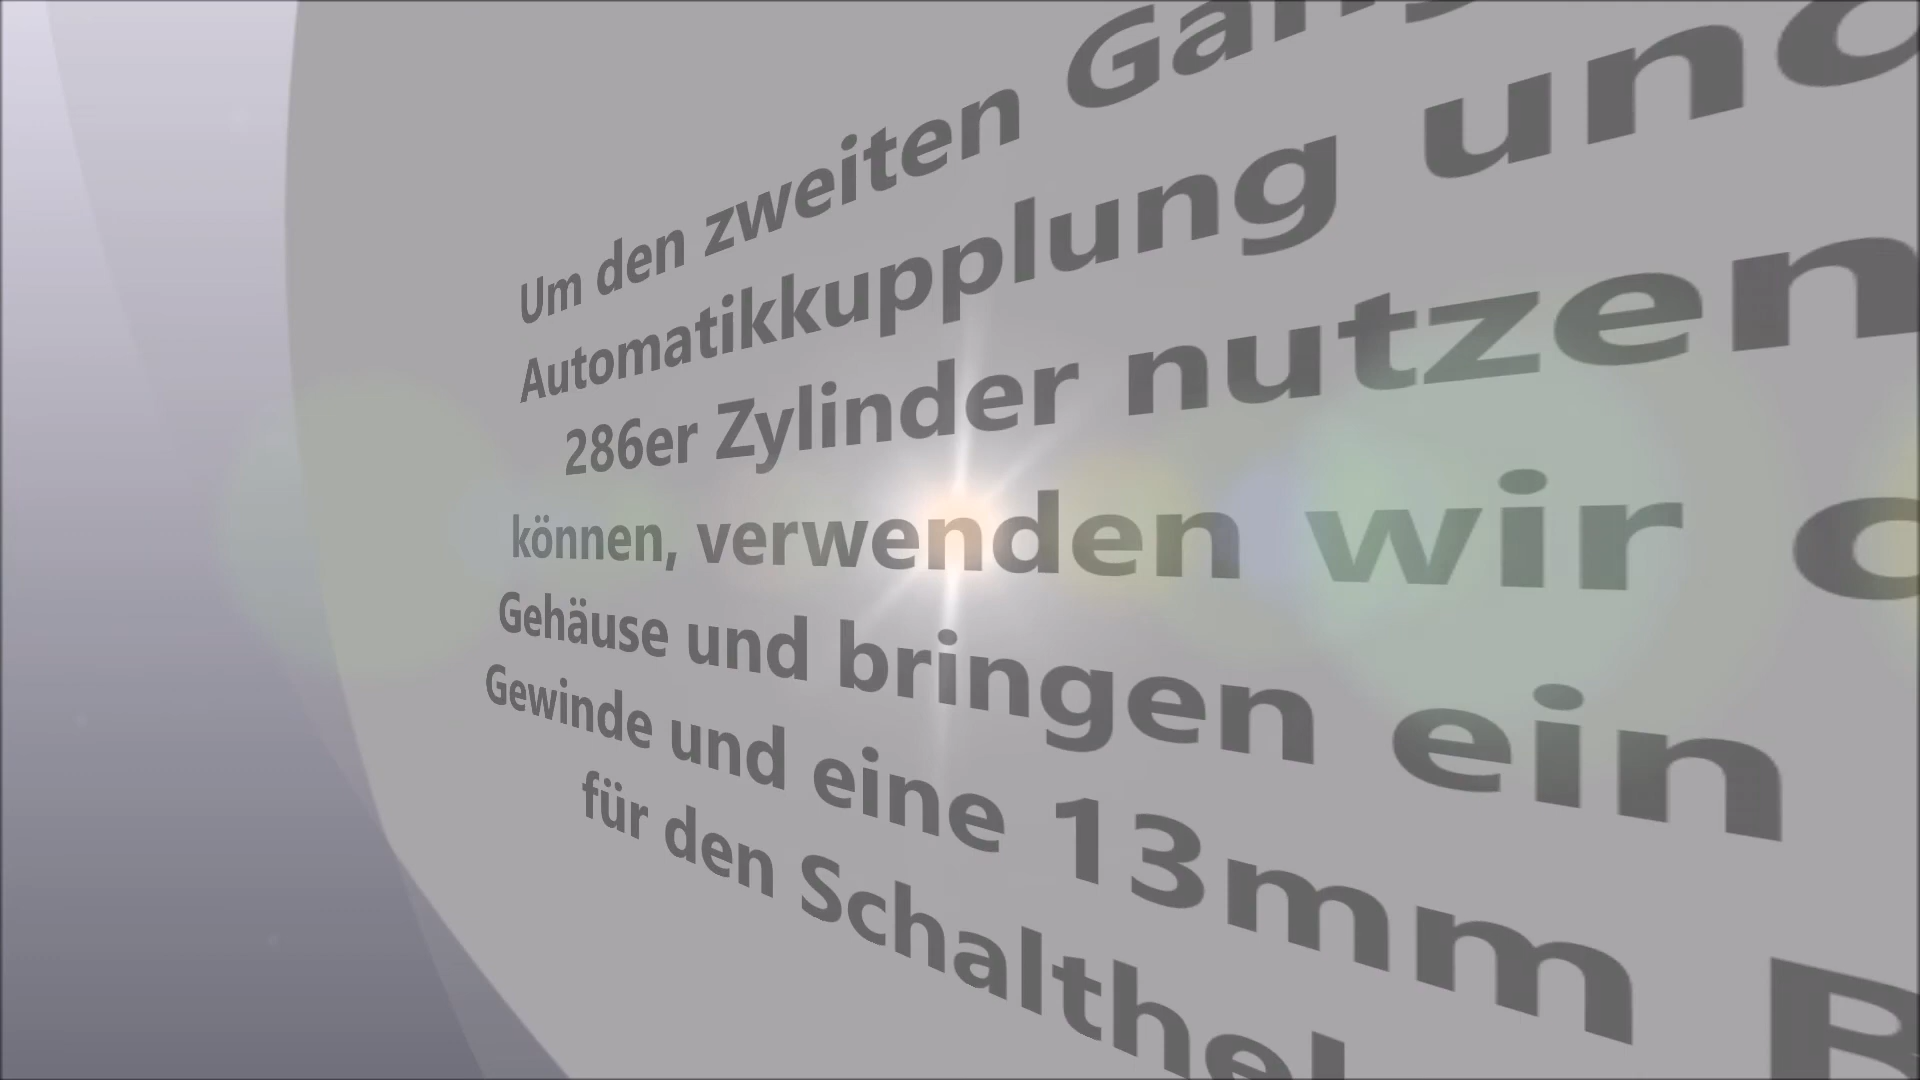 Um den zweiten
Automatikkupplung und
286er Zylinder nutzen
können, verwenden wir
Gehäuse und bringen ein
Gewinde und eine 13mm
für den